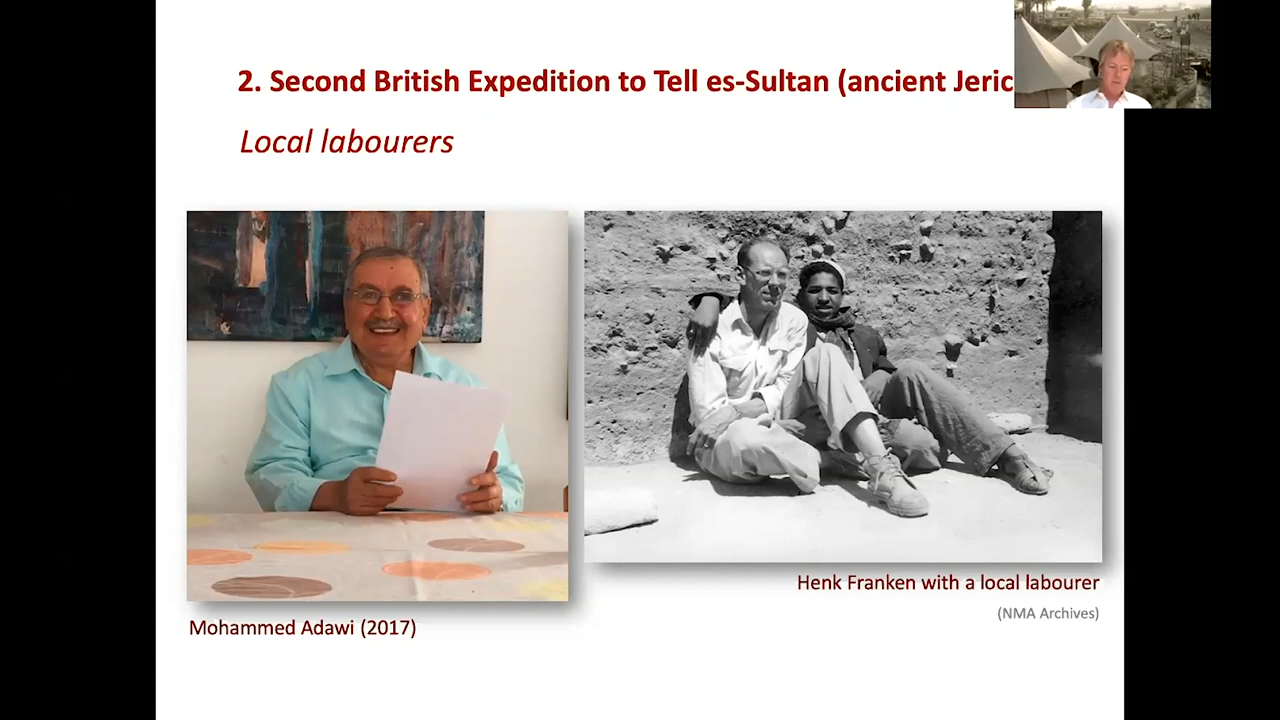 2. Second British Expedition to Tell es-Sultan (ancient Jeric
Local labourers
Henk Franken with a local labourer
(NMA Archives)
Mohammed Adawi (2017)